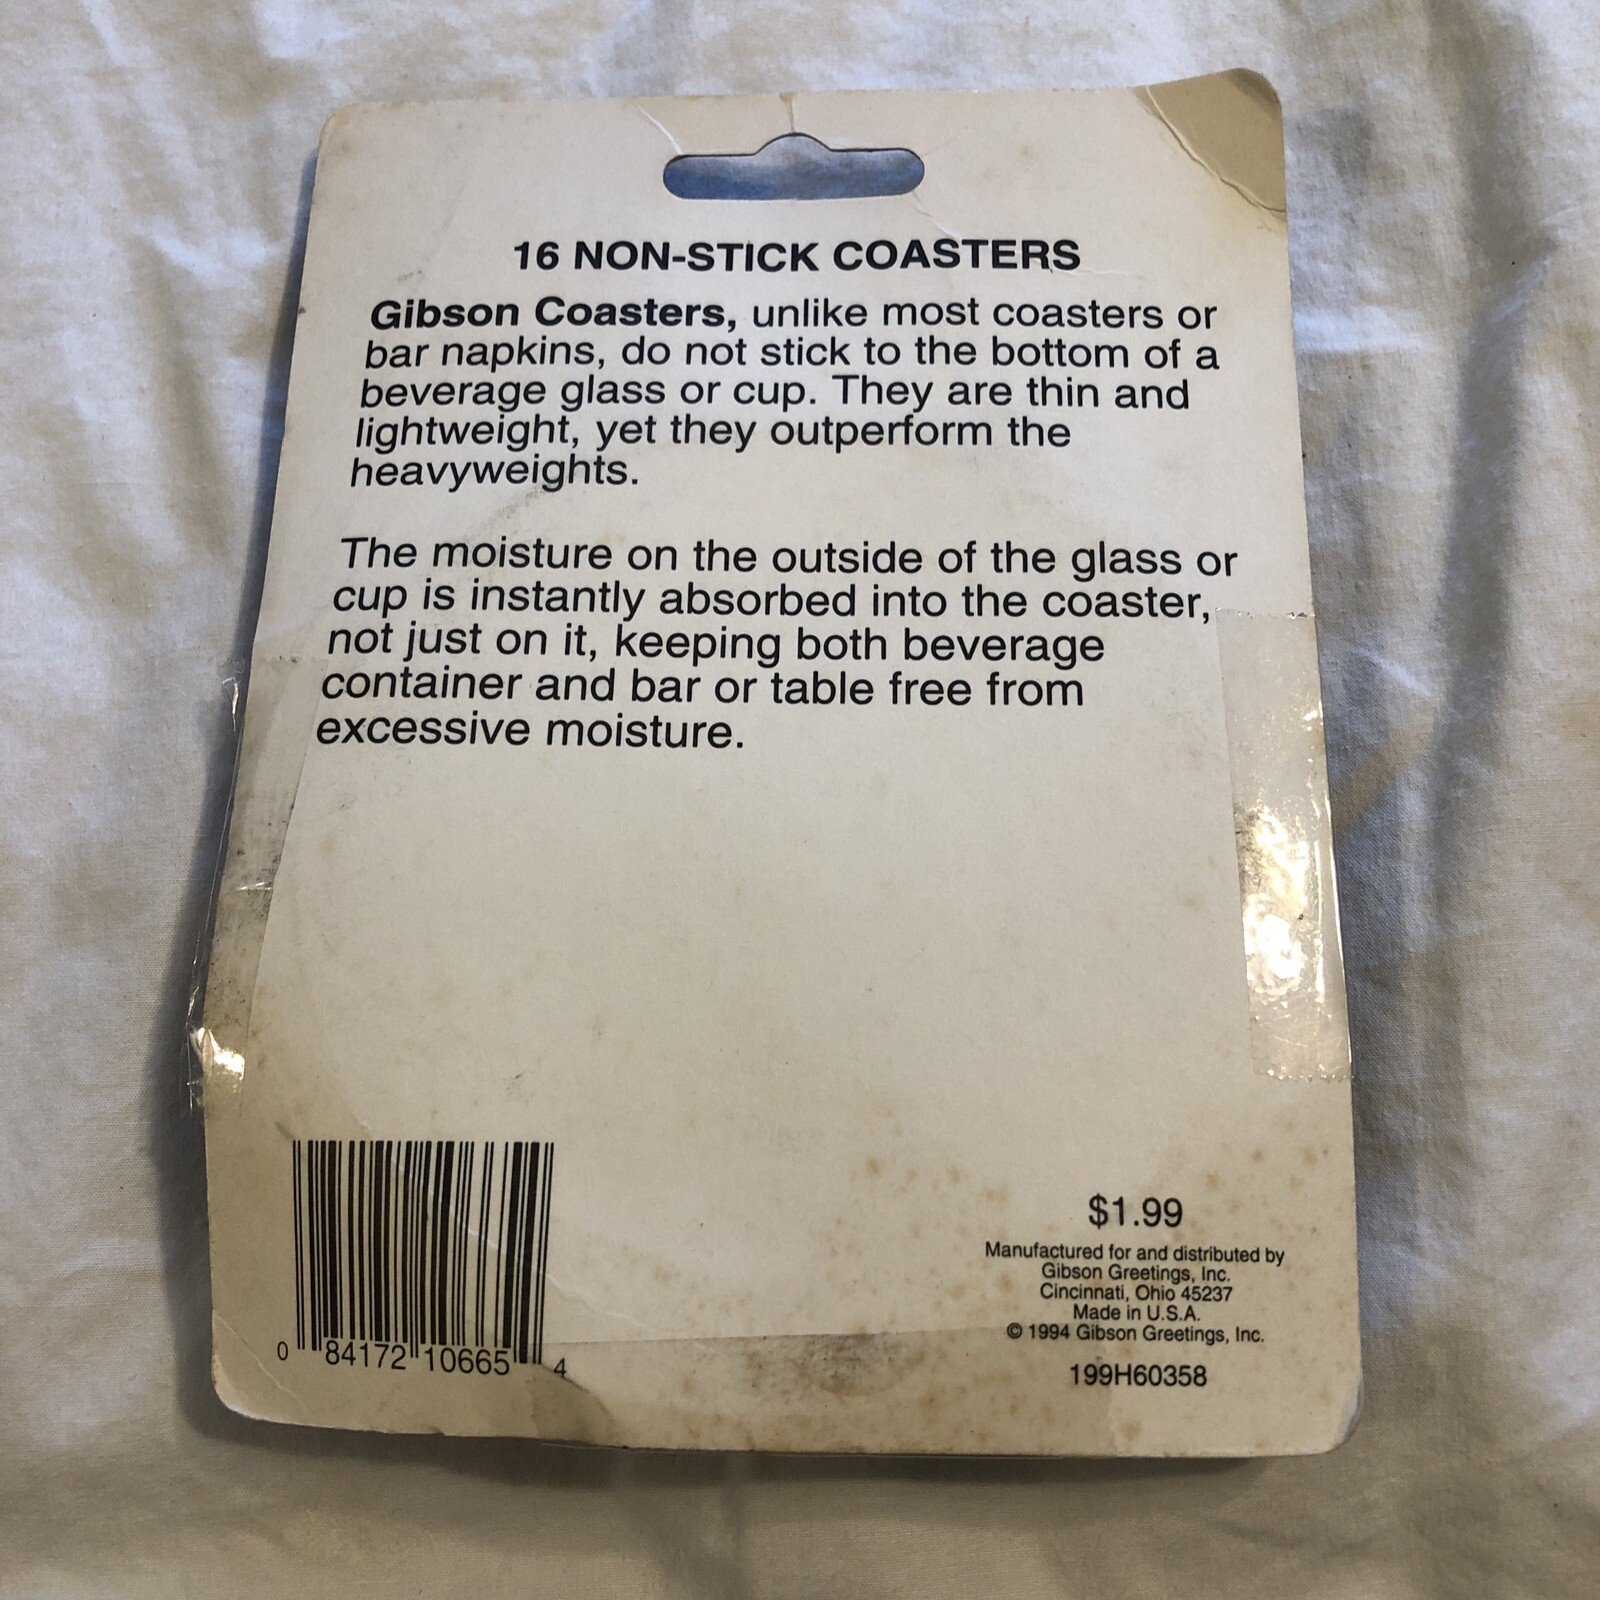 16 NON-STICK COASTERS
Gibson Coasters, unlike most coasters or
bar napkins, do not stick to the bottom of a
beverage glass or cup. They are thin and
lightweight, yet they outperform the
heavyweights.
The moisture on the outside of the glass or
cup is instantly absorbed into the coaster,
not just on it, keeping both beverage
container and bar or table free from
excessive moisture.
0 84172 10665 4
$1.99
Manufactured for and distributed by
Gibson Greetings, Inc.
Cincinnati, Ohio 45237
Made in U.S.A.
© 1994 Gibson Greetings, Inc.
199H60358